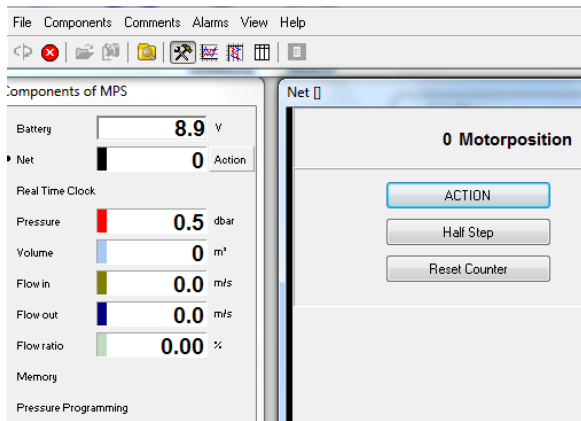 File Components Comments Alarms View Help
Components of MPS
Battery 8.9 V
Net 0 Action
Real Time Clock
Pressure 0.5 dbar
Volume 0 m³
Flow in 0.0 m/s
Flow out 0.0 m/s
Flow ratio 0.00 %
Memory
Pressure Programming
Net []
0 Motorposition
ACTION
Half Step
Reset Counter